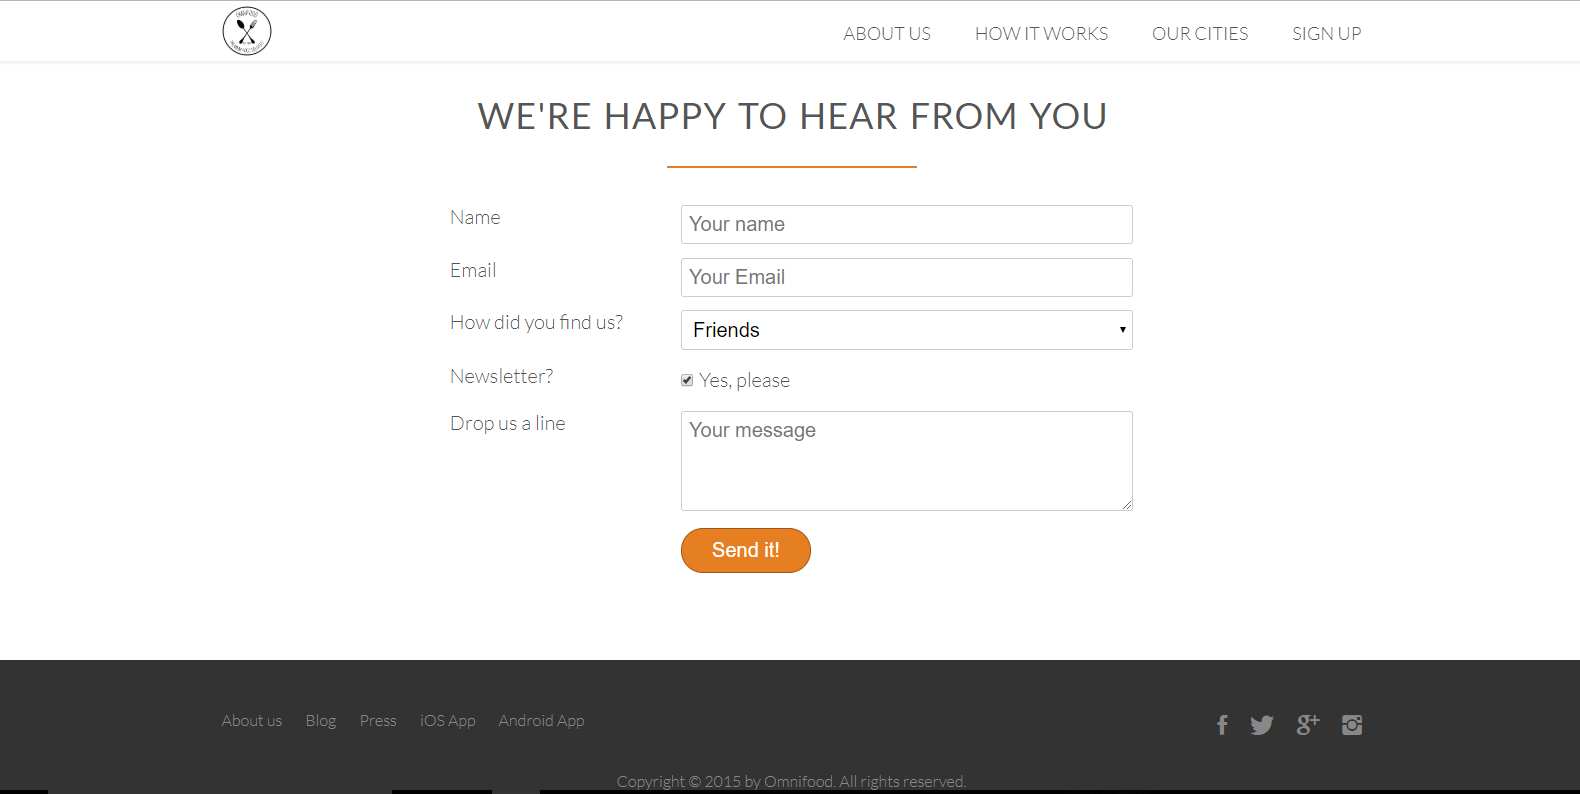 ABOUT US HOW IT WORKS OUR CITIES SIGN UP
WE'RE HAPPY TO HEAR FROM YOU
Name
Your name
Email
Your Email
How did you find us?
Friends
Newsletter?
Yes, please
Drop us a line
Your message
Send it!
About us Blog Press iOS App Android App
Copyright © 2015 by Omnifood. All rights reserved.